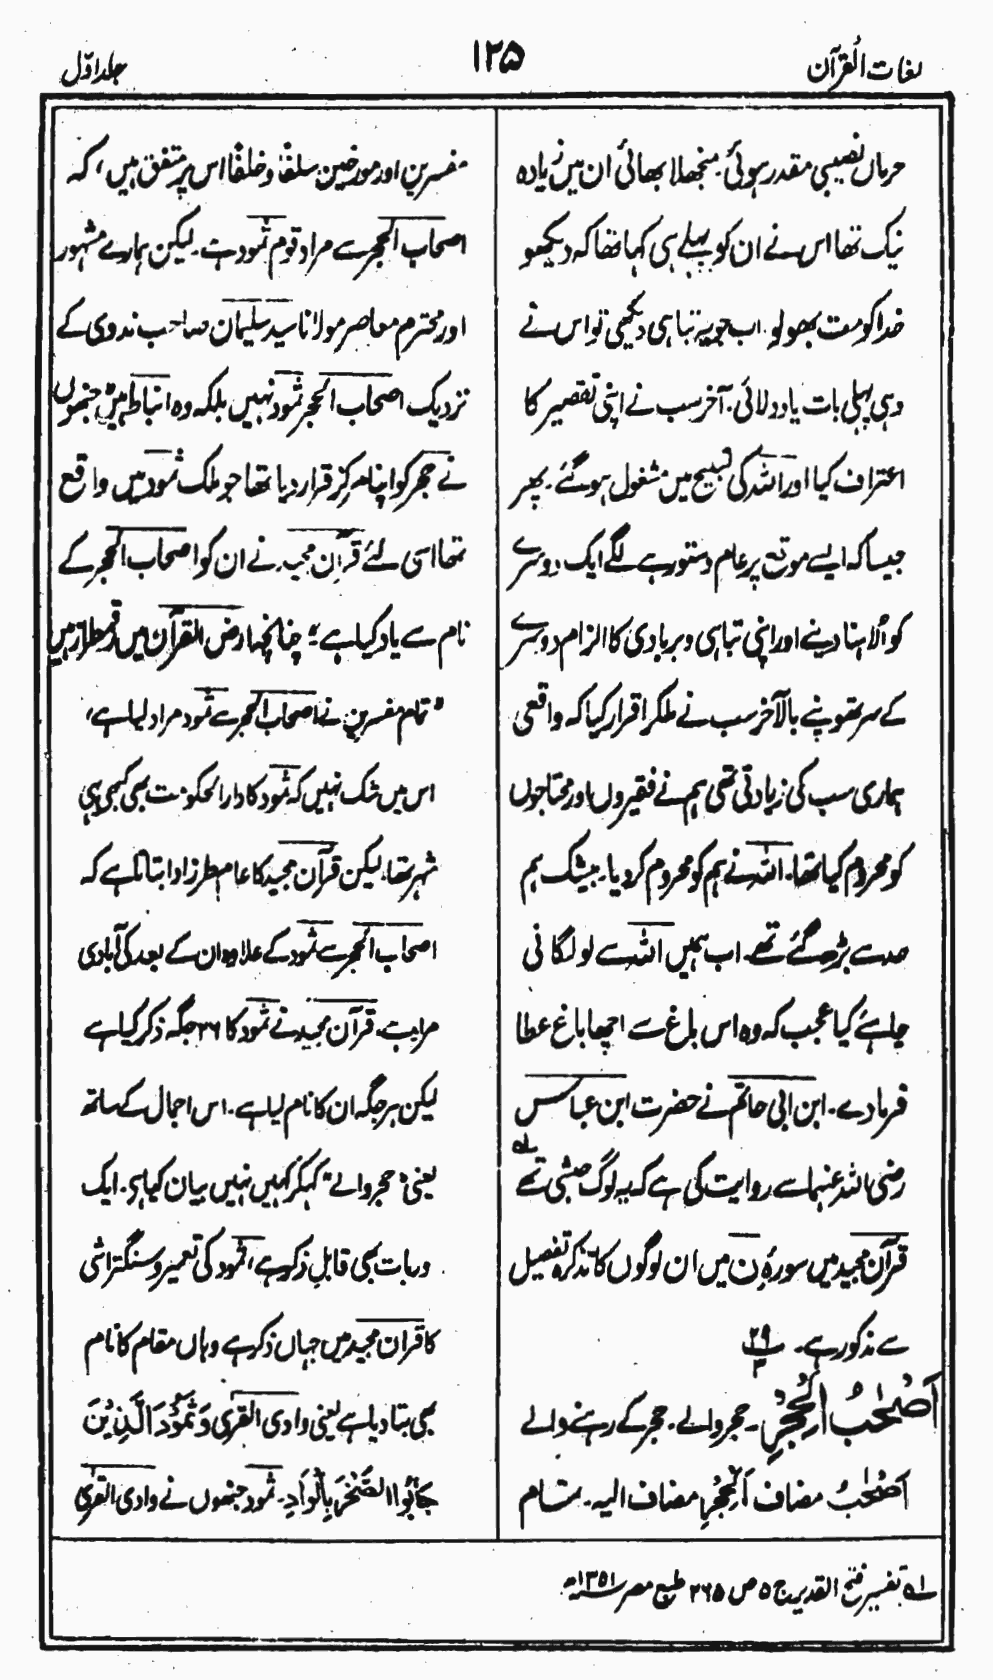 لغات القرآن
۱۲۵
جلد اوّل
حرماں نصیبی مقدر ہوئی۔ منجھلا بھائی ان میں زیادہ
نیک تھا اس نے ان کو پہلے ہی کہا تھا کہ دیکھو
خدا کو مت بھولو۔ اب جو یہ تباہی دیکھی تو اس نے
وہی پہلی بات یاد دلائی۔ آخر سب نے اپنی تقصیر کا
اعتراف کیا اور اللہ کی تسبیح میں مشغول ہو گئے۔ پھر
جیسا کہ ایسے موقع پر عام دستور ہے لگے ایک دوسرے
کو اُلاہنا دینے اور اپنی تباہی و بربادی کا الزام دوسرے
کے سر تھوپنے بالآخر سب نے ملکر اقرار کیا کہ واقعی
ہماری سب کی زیادتی تھی ہم نے فقیروں اور محتاجوں
کو محروم کیا تھا۔ اللہ نے ہم کو محروم کر دیا۔ بیشک ہم
حد سے بڑھ گئے تھے۔ اب ہمیں اللہ سے لو لگانی
چاہئے کیا عجب کہ وہ اس باغ سے اچھا باغ عطا
فرما دے۔ ابن ابی حاتم نے حضرت ابن عباس
رضی اللہ عنہما سے روایت کی ہے کہ یہ لوگ حبشی تھے ؎۱
قرآن مجید میں سورۂ ن میں ان لوگوں کا تذکرہ تفصیل
سے مذکور ہے۔ ۲۹/۳
اَصْحٰبُ الْحِجْرِ۔ حجر والے۔ حجر کے رہنے والے
اَصْحٰبُ مضاف اَلْحِجْرِ مضاف الیہ۔ تمام
مفسرین اور مورخین سلفًا و خلفًا اس پر متفق ہیں، کہ
اصحاب الحجر سے مراد قوم ثمود ہے۔ لیکن ہمارے مشہور
اور محترم معاصر مولانا سید سلیمان صاحب ندوی کے
نزدیک اصحاب الحجر ثمود نہیں بلکہ وہ انباط ہیں جنہوں
نے حجر کو اپنا مرکز قرار دیا تھا جو ملک ثمود میں واقع
تھا اسی لئے قرآن مجید نے ان کو اصحاب الحجر کے
نام سے یاد کیا ہے؛ چنانچہ ارض القرآن میں رقمطراز ہیں
"تمام مفسرین نے اصحاب الحجر سے ثمود مراد لیا ہے،
اس میں شک نہیں کہ ثمود کا دار الحکومت بھی کبھی یہی
شہر تھا، لیکن قرآن مجید کا عام طرز ادا بتاتا ہے کہ
اصحاب الحجر سے ثمود کے علاوہ ان کے بعد کی آبادی
مراد ہے۔ قرآن مجید نے ثمود کا ۲۶ جگہ ذکر کیا ہے
لیکن ہر جگہ ان کا نام لیا ہے۔ اس اجمال کے ساتھ
یعنی "حجر والے" کہکر کہیں نہیں بیان کیا ہے۔ ایک
اور بات بھی قابل ذکر ہے، ثمود کی تعمیر و سنگتراشی
کا قرآن مجید میں جہاں ذکر ہے وہاں مقام کا نام
بھی بتا دیا ہے یعنی وادی القری وَثَمُوْدَ الَّذِیْنَ
جَابُوا الصَّخْرَ بِالْوَادِ۔ ثمود جنھوں نے وادی القریٰ
؎۱ تفسیر فتح القدیر ج ۵ ص ۲۶۵ طبع مصر ۱۳۵۱ھ